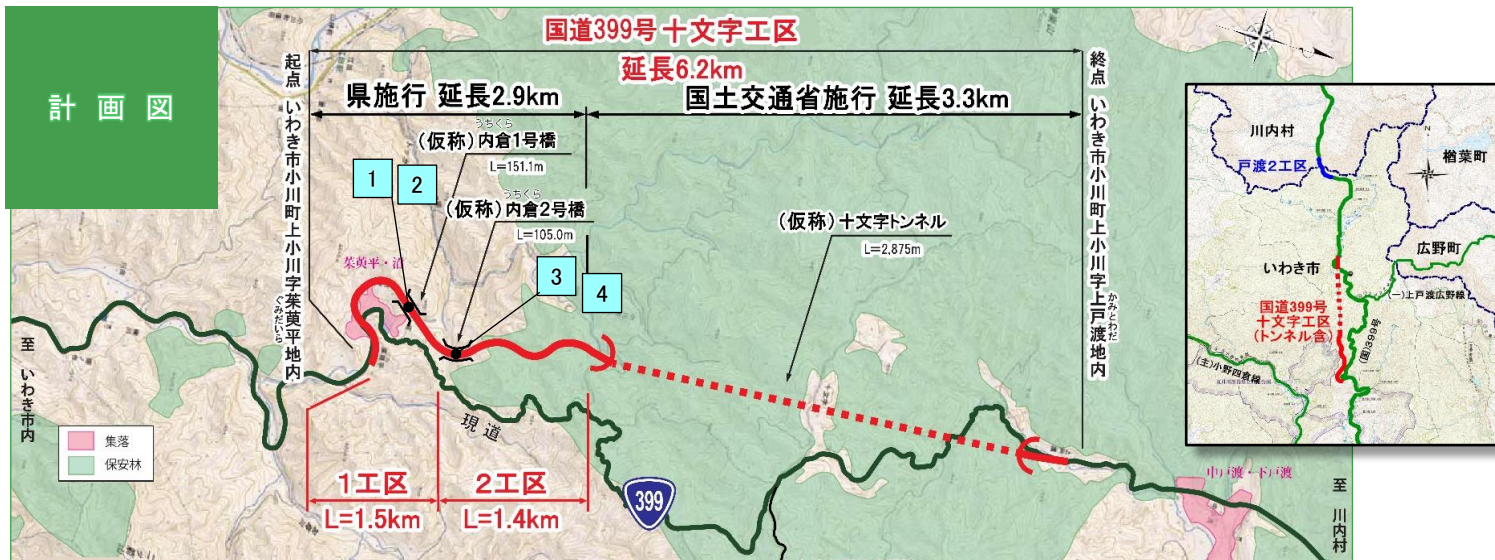 計画図
国道399号 十文字工区
延長6.2km
県施行 延長2.9km
国土交通省施行 延長3.3km
起点 いわき市小川町上小川字茱萸平地内
ぐみだいら
終点 いわき市小川町上小川字上戸渡地内
かみとわだ
うちくら
(仮称)内倉1号橋
L=151.1m
1
2
うちくら
(仮称)内倉2号橋
L=105.0m
3
4
(仮称)十文字トンネル
L=2,875m
茱萸平・沼
至 いわき市内
現道
集落
保安林
1工区
L=1.5km
2工区
L=1.4km
399
中戸渡・下戸渡
至 川内村
川内村
楢葉町
戸渡2工区
広野町
いわき市
(一)上戸渡広野線
国道399号
十文字工区
(トンネル含)
(国)399号
(主)小野四倉線